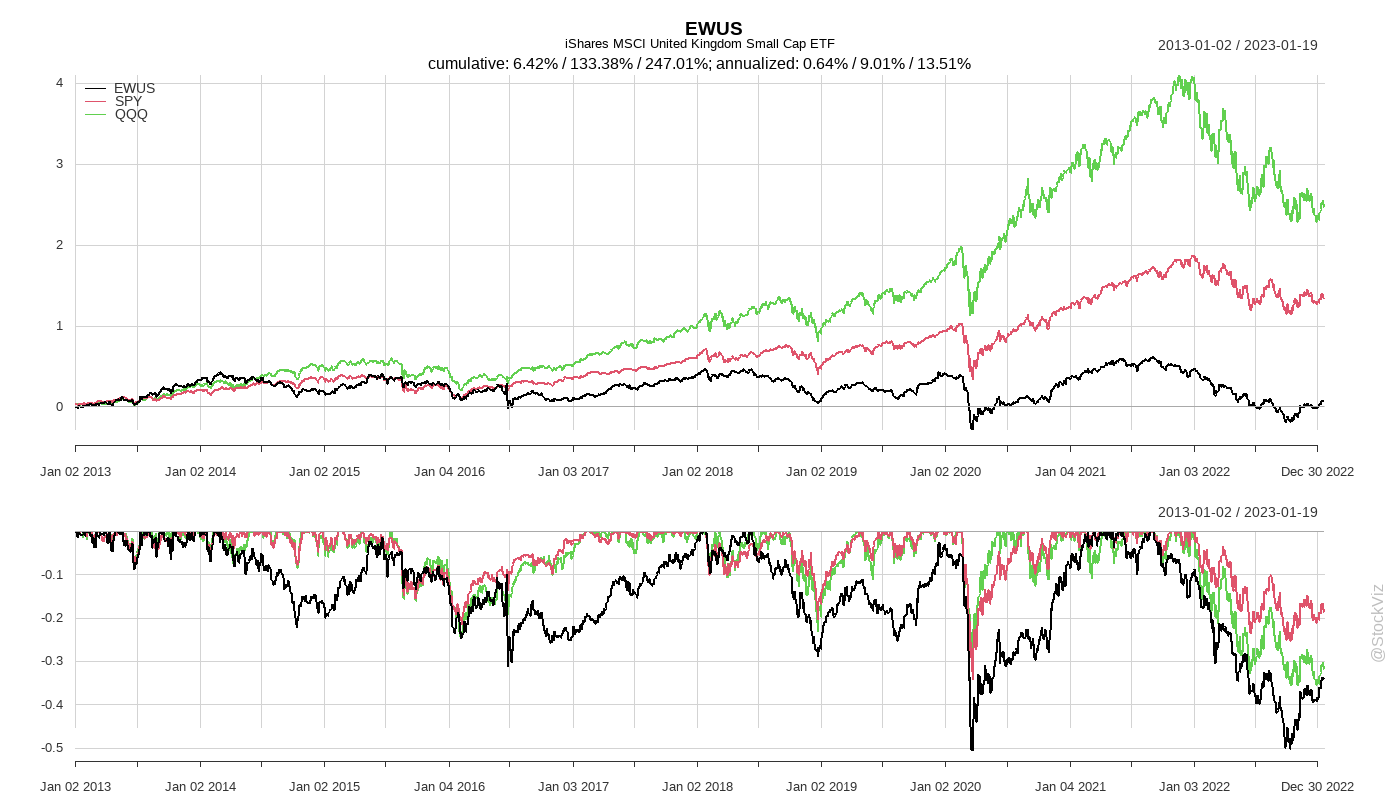 EWUS
iShares MSCI United Kingdom Small Cap ETF
2013-01-02 / 2023-01-19
cumulative: 6.42% / 133.38% / 247.01%; annualized: 0.64% / 9.01% / 13.51%
EWUS
SPY
QQQ
4
3
2
1
0
Jan 02 2013 Jan 02 2014 Jan 02 2015 Jan 04 2016 Jan 03 2017 Jan 02 2018 Jan 02 2019 Jan 02 2020 Jan 04 2021 Jan 03 2022 Dec 30 2022
2013-01-02 / 2023-01-19
-0.1
-0.2
-0.3
-0.4
-0.5
Jan 02 2013 Jan 02 2014 Jan 02 2015 Jan 04 2016 Jan 03 2017 Jan 02 2018 Jan 02 2019 Jan 02 2020 Jan 04 2021 Jan 03 2022 Dec 30 2022
@StockViz